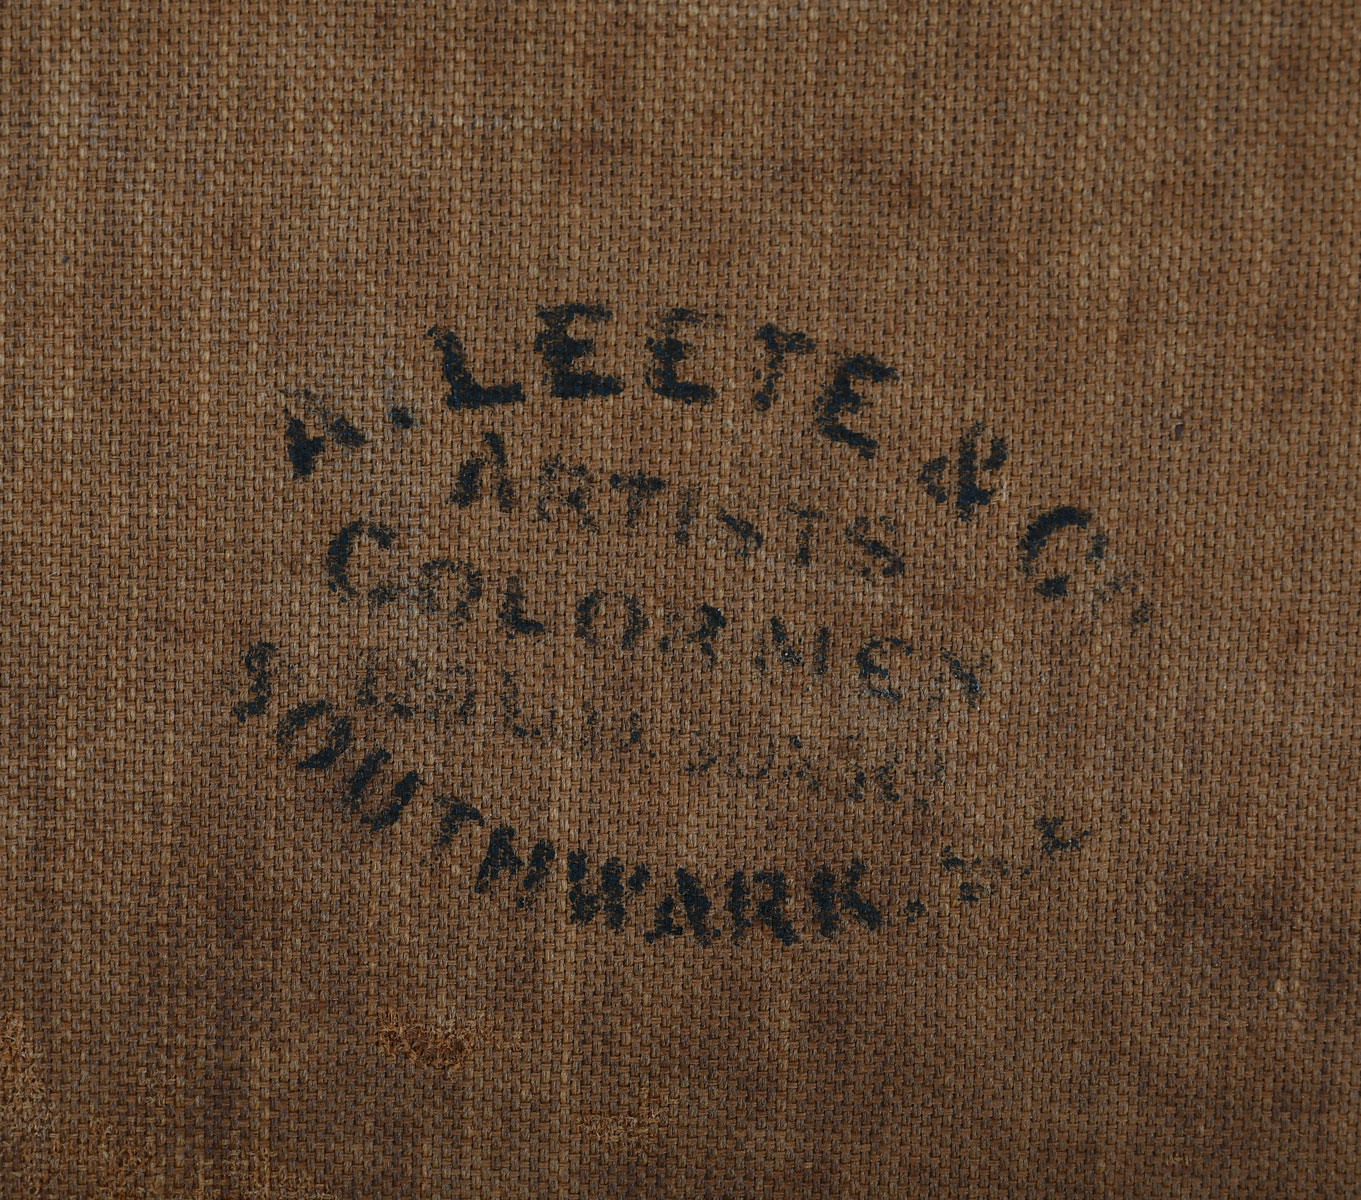 A. LEETE & Co
ARTISTS
COLORMEN
SOUTHWARK.